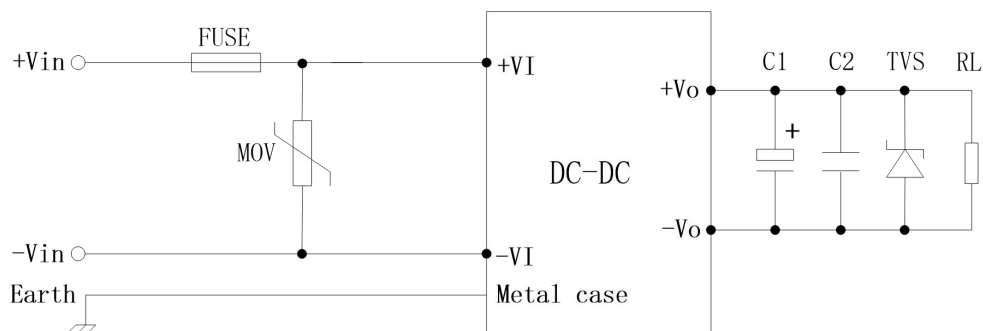 FUSE
+Vin
+VI
C1
C2
TVS
RL
+Vo
+
MOV
DC-DC
-Vo
-Vin
-VI
Earth
Metal case